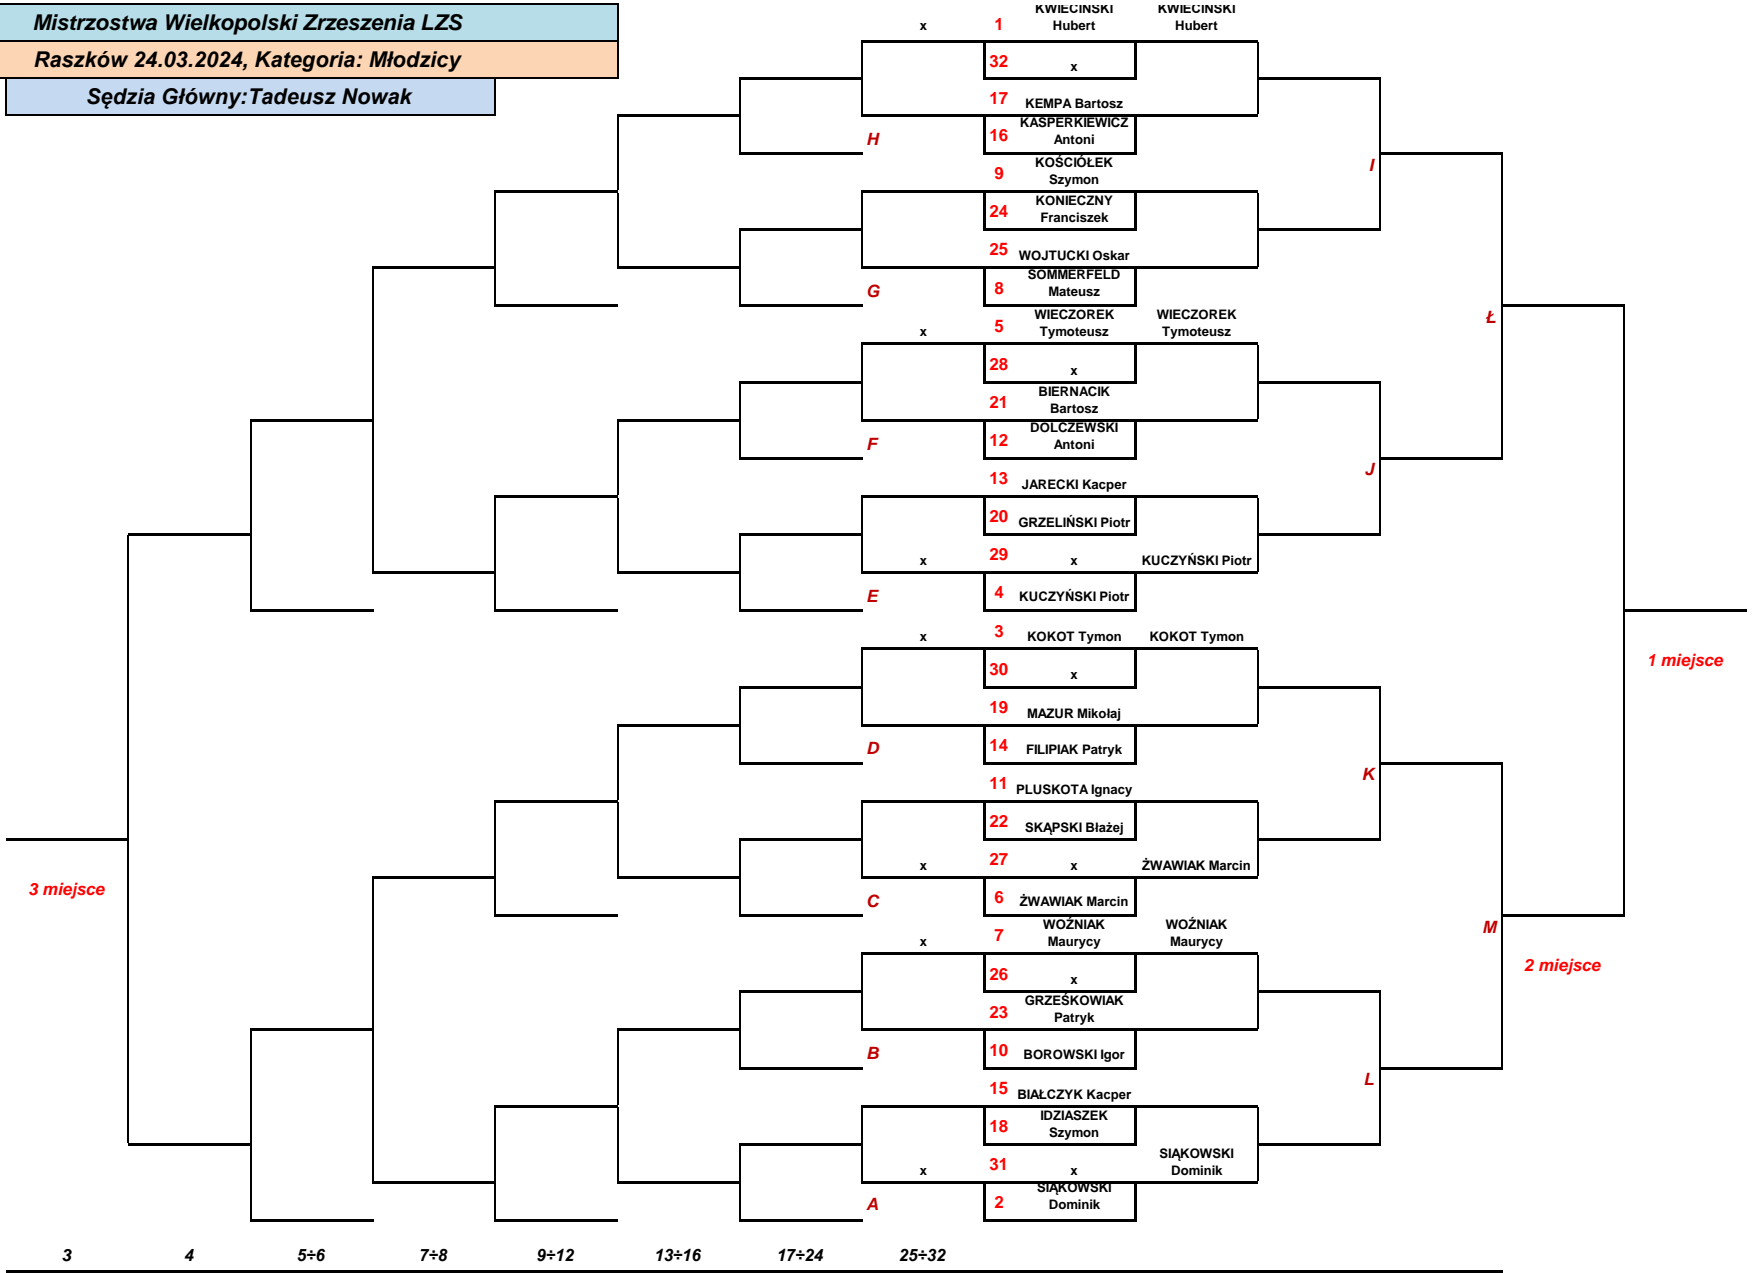 Mistrzostwa Wielkopolski Zrzeszenia LZS
Raszków 24.03.2024, Kategoria: Młodzicy
Sędzia Główny:Tadeusz Nowak
x 1 KWIECIŃSKI Hubert KWIECIŃSKI Hubert
32 x
17 KEMPA Bartosz
H 16 KASPERKIEWICZ Antoni
I
9 KOŚCIÓŁEK Szymon
24 KONIECZNY Franciszek
25 WOJTUCKI Oskar
G 8 SOMMERFELD Mateusz
Ł
x 5 WIECZOREK Tymoteusz WIECZOREK Tymoteusz
28 x
21 BIERNACIK Bartosz
F 12 DOLCZEWSKI Antoni
J
13 JARECKI Kacper
20 GRZELIŃSKI Piotr
x 29 x KUCZYŃSKI Piotr
E 4 KUCZYŃSKI Piotr
x 3 KOKOT Tymon KOKOT Tymon
1 miejsce
30 x
19 MAZUR Mikołaj
D 14 FILIPIAK Patryk
K
11 PLUSKOTA Ignacy
22 SKĄPSKI Błażej
x 27 x ŻWAWIAK Marcin
3 miejsce
C 6 ŻWAWIAK Marcin
M
x 7 WOŹNIAK Maurycy WOŹNIAK Maurycy
2 miejsce
26 x
23 GRZEŚKOWIAK Patryk
B 10 BOROWSKI Igor
L
15 BIAŁCZYK Kacper
18 IDZIASZEK Szymon
x 31 x SIĄKOWSKI Dominik
A 2 SIĄKOWSKI Dominik
3 4 5÷6 7÷8 9÷12 13÷16 17÷24 25÷32